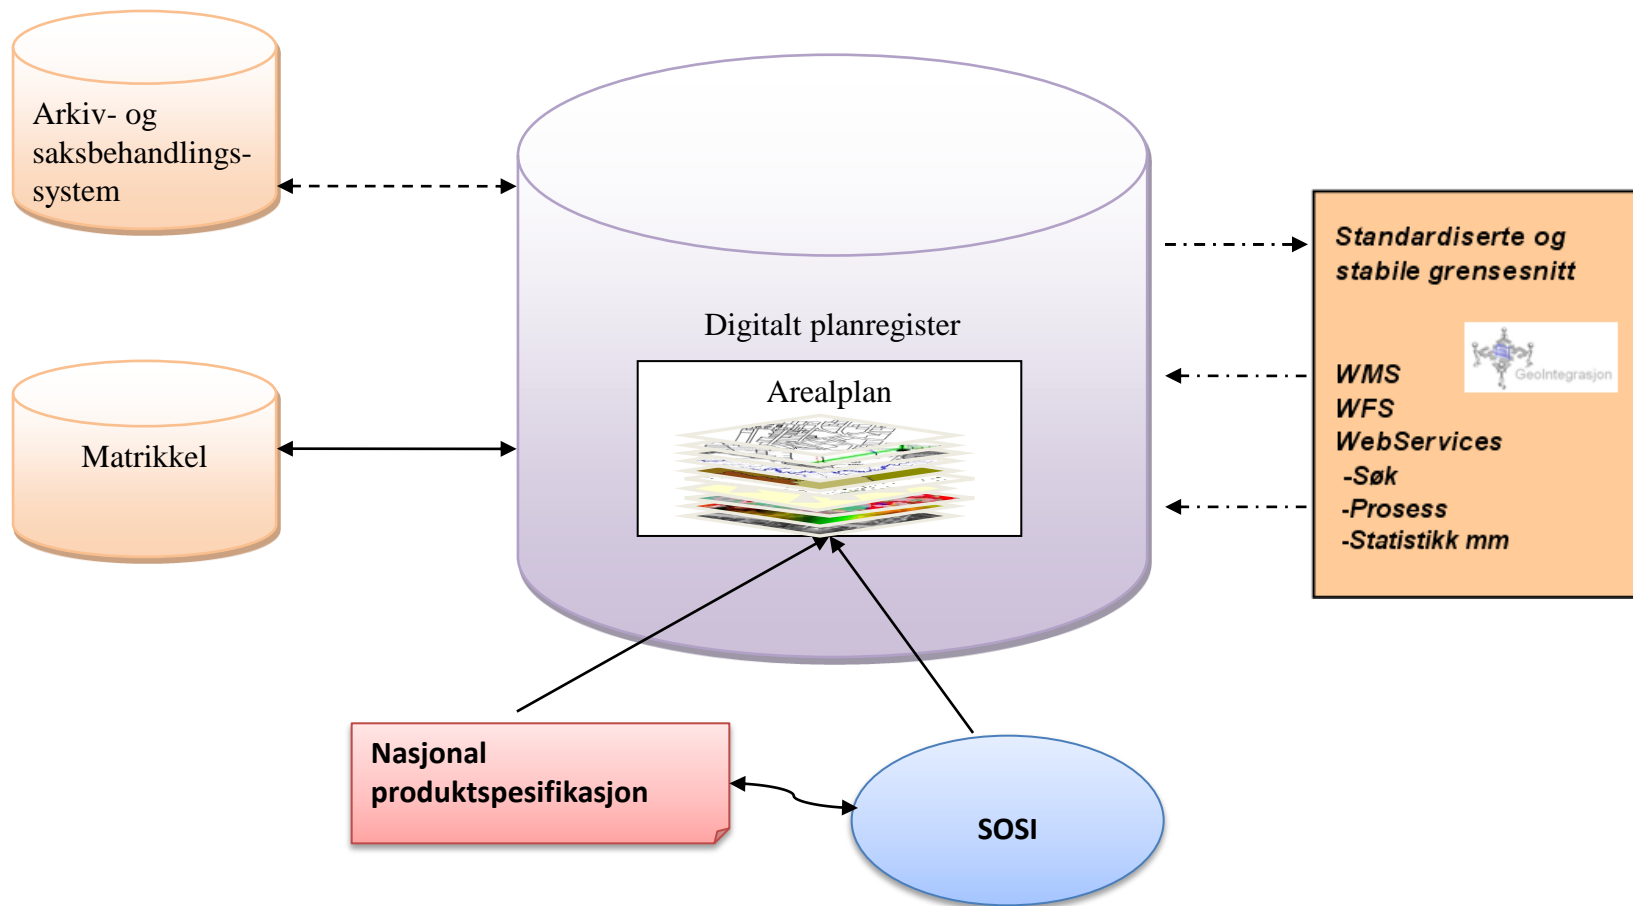 Arkiv- og
saksbehandlings-
system
Matrikkel
Digitalt planregister
Arealplan
Standardiserte og
stabile grensesnitt
GeoIntegrasjon
WMS
WFS
WebServices
-Søk
-Prosess
-Statistikk mm
Nasjonal
produktspesifikasjon
SOSI